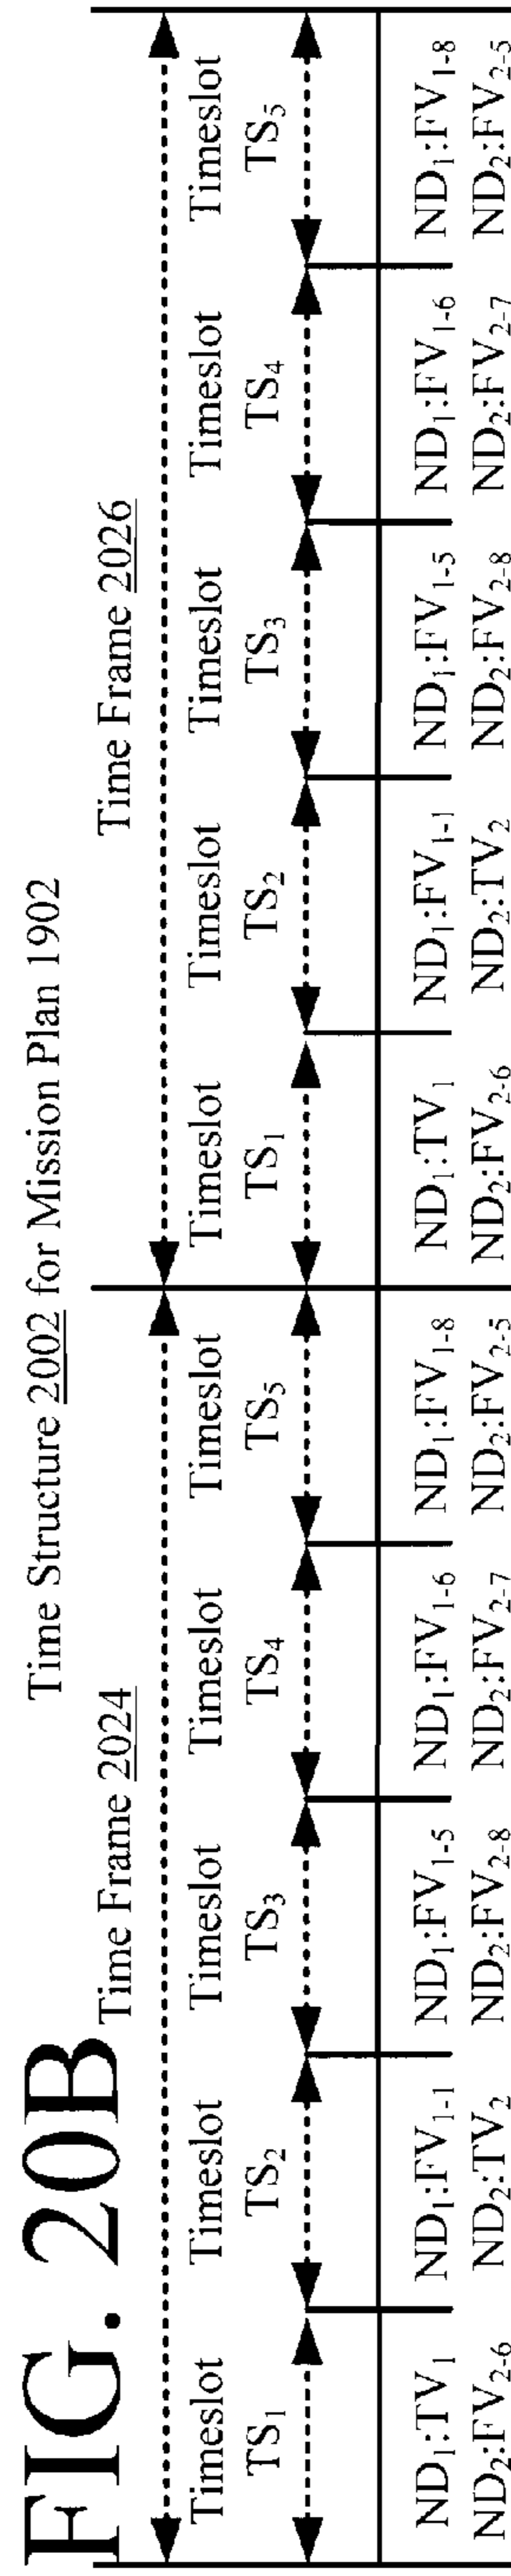 FIG. 20B
Time Structure 2002 for Mission Plan 1902
Time Frame 2024 Time Frame 2026
Timeslot Timeslot Timeslot Timeslot Timeslot Timeslot Timeslot Timeslot Timeslot Timeslot
TS₁ TS₂ TS₃ TS₄ TS₅ TS₁ TS₂ TS₃ TS₄ TS₅
ND₁:TV₁ ND₁:FV₁₋₁ ND₁:FV₁₋₅ ND₁:FV₁₋₆ ND₁:FV₁₋₈ ND₁:TV₁ ND₁:FV₁₋₁ ND₁:FV₁₋₅ ND₁:FV₁₋₆ ND₁:FV₁₋₈
ND₂:FV₂₋₆ ND₂:TV₂ ND₂:FV₂₋₈ ND₂:FV₂₋₇ ND₂:FV₂₋₅ ND₂:FV₂₋₆ ND₂:TV₂ ND₂:FV₂₋₈ ND₂:FV₂₋₇ ND₂:FV₂₋₅